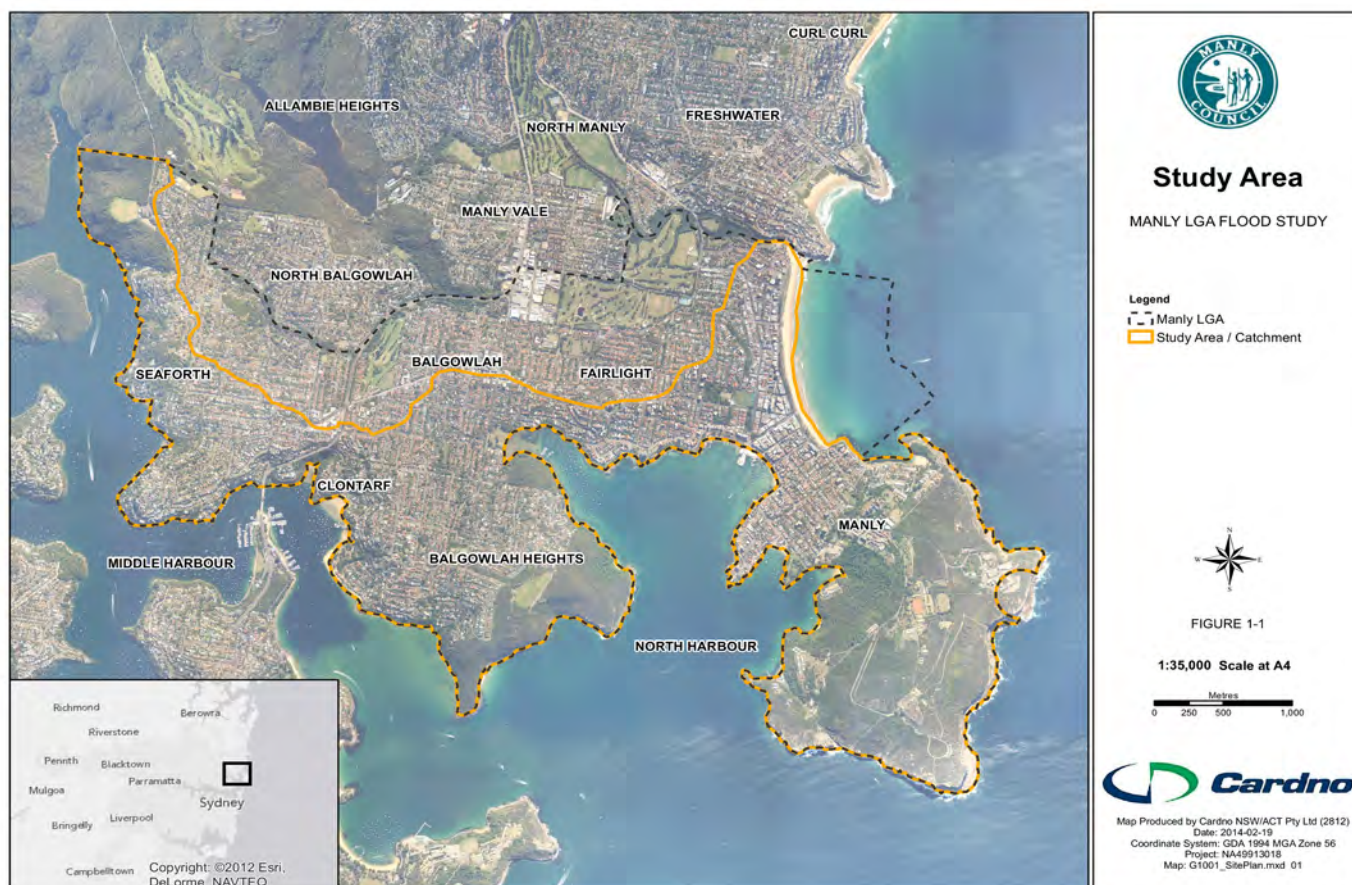 CURL CURL
ALLAMBIE HEIGHTS
NORTH MANLY
FRESHWATER
MANLY VALE
NORTH BALGOWLAH
BALGOWLAH
SEAFORTH
FAIRLIGHT
CLONTARF
MANLY
MIDDLE HARBOUR
BALGOWLAH HEIGHTS
NORTH HARBOUR
Richmond
Berowra
Riverstone
Penrith
Blacktown
Parramatta
Mulgoa
Sydney
Bringelly
Liverpool
Campbelltown
Copyright: ©2012 Esri,
DeLorme, NAVTEQ
MANLY
COUNCIL
Study Area
MANLY LGA FLOOD STUDY
Legend
Manly LGA
Study Area / Catchment
N
W
E
S
FIGURE 1-1
1:35,000 Scale at A4
Metres
0 250 500 1,000
Cardno
Map Produced by Cardno NSW/ACT Pty Ltd (2812)
Date: 2014-02-19
Coordinate System: GDA 1994 MGA Zone 56
Project: NA49913018
Map: G1001_SitePlan.mxd 01